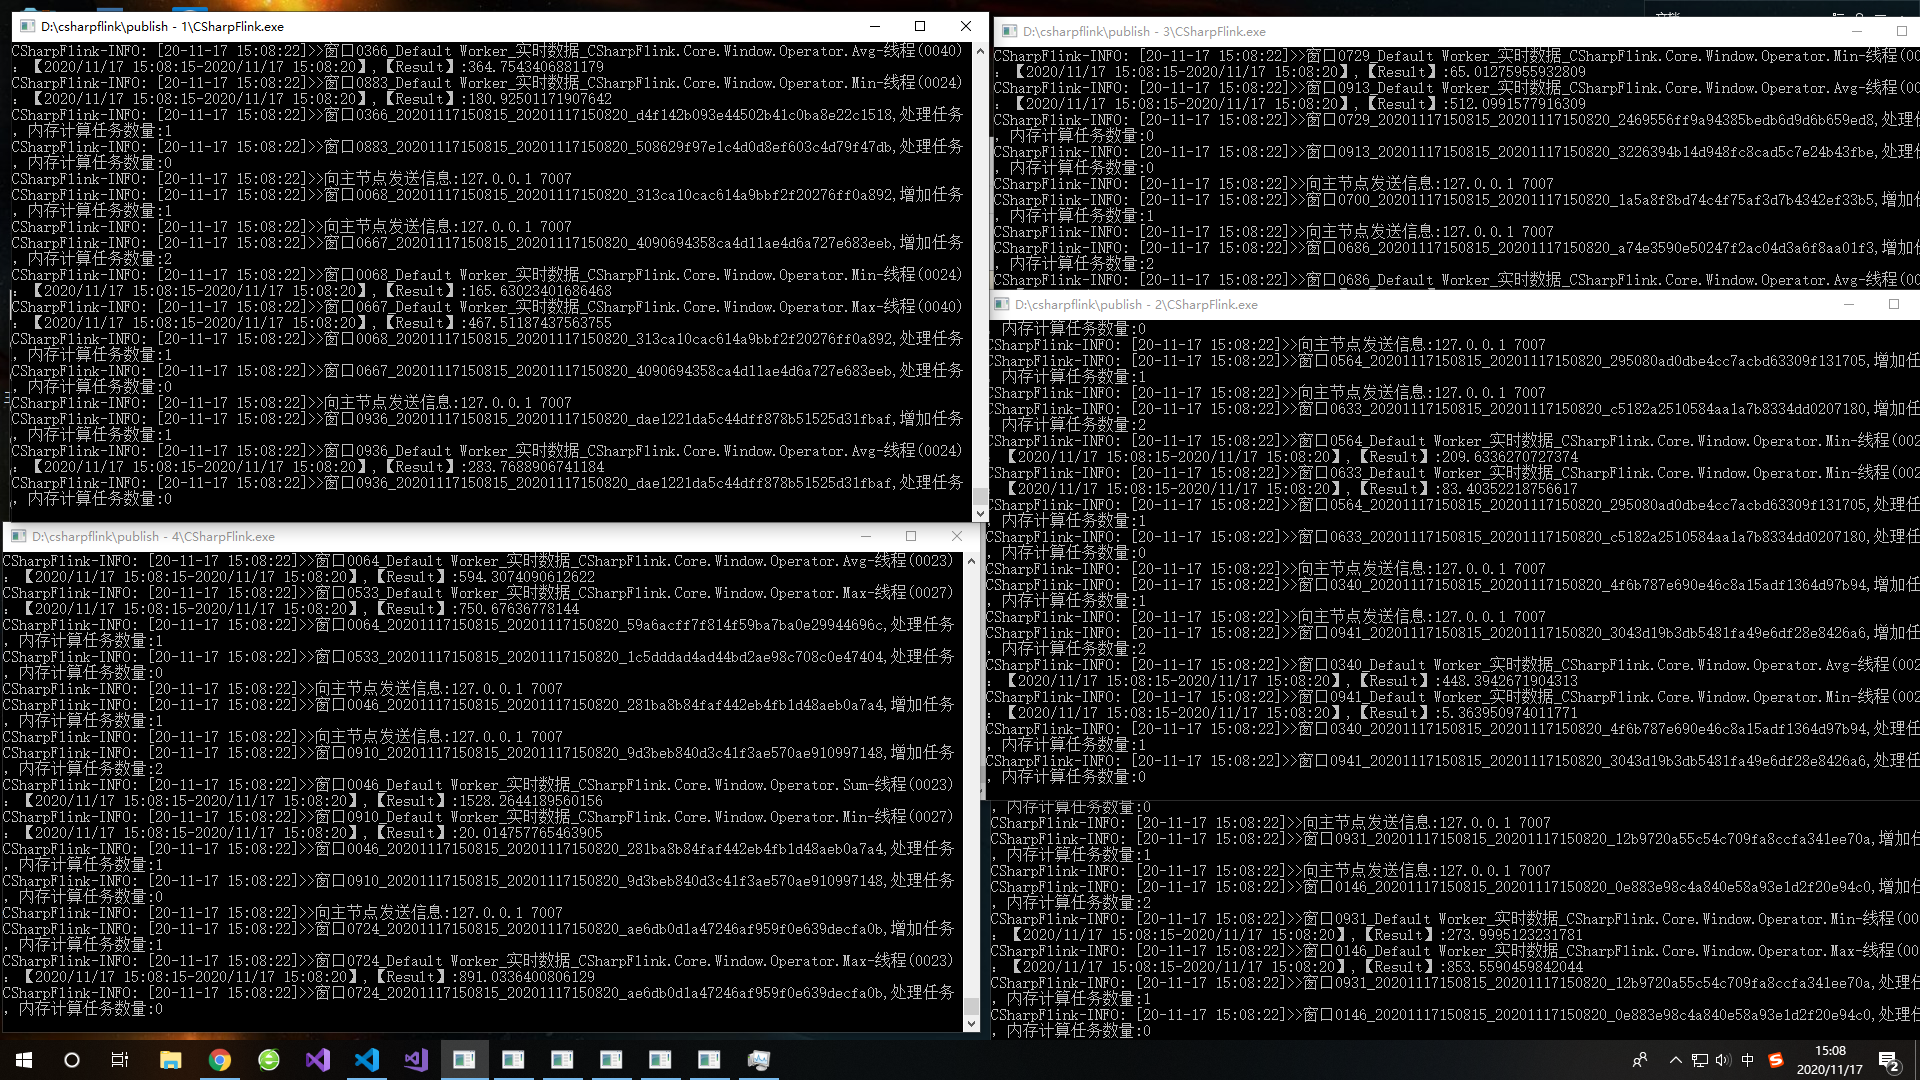 D:\csharpflink\publish - 1\CSharpFlink.exe
CSharpFlink-INFO: [20-11-17 15:08:22]>>窗口0366_Default Worker_实时数据_CSharpFlink.Core.Window.Operator.Avg-线程(0040)
: 【2020/11/17 15:08:15-2020/11/17 15:08:20】,【Result】:364.7543406881179
CSharpFlink-INFO: [20-11-17 15:08:22]>>窗口0883_Default Worker_实时数据_CSharpFlink.Core.Window.Operator.Min-线程(0024)
: 【2020/11/17 15:08:15-2020/11/17 15:08:20】,【Result】:180.92501171907642
CSharpFlink-INFO: [20-11-17 15:08:22]>>窗口0366_20201117150815_20201117150820_d4f142b093e44502b41c0ba8e22c1518,处理任务
, 内存计算任务数量:1
CSharpFlink-INFO: [20-11-17 15:08:22]>>窗口0883_20201117150815_20201117150820_508629f97e1c4d0d8ef603c4d79f47db,处理任务
, 内存计算任务数量:0
CSharpFlink-INFO: [20-11-17 15:08:22]>>向主节点发送信息:127.0.0.1 7007
CSharpFlink-INFO: [20-11-17 15:08:22]>>窗口0068_20201117150815_20201117150820_313ca10cac614a9bbf2f20276ff0a892,增加任务
, 内存计算任务数量:1
CSharpFlink-INFO: [20-11-17 15:08:22]>>向主节点发送信息:127.0.0.1 7007
CSharpFlink-INFO: [20-11-17 15:08:22]>>窗口0667_20201117150815_20201117150820_4090694358ca4d11ae4d6a727e683eeb,增加任务
, 内存计算任务数量:2
CSharpFlink-INFO: [20-11-17 15:08:22]>>窗口0068_Default Worker_实时数据_CSharpFlink.Core.Window.Operator.Min-线程(0024)
: 【2020/11/17 15:08:15-2020/11/17 15:08:20】,【Result】:165.63023401686468
CSharpFlink-INFO: [20-11-17 15:08:22]>>窗口0667_Default Worker_实时数据_CSharpFlink.Core.Window.Operator.Max-线程(0040)
: 【2020/11/17 15:08:15-2020/11/17 15:08:20】,【Result】:467.51187437563755
CSharpFlink-INFO: [20-11-17 15:08:22]>>窗口0068_20201117150815_20201117150820_313ca10cac614a9bbf2f20276ff0a892,处理任务
, 内存计算任务数量:1
CSharpFlink-INFO: [20-11-17 15:08:22]>>窗口0667_20201117150815_20201117150820_4090694358ca4d11ae4d6a727e683eeb,处理任务
, 内存计算任务数量:0
CSharpFlink-INFO: [20-11-17 15:08:22]>>向主节点发送信息:127.0.0.1 7007
CSharpFlink-INFO: [20-11-17 15:08:22]>>窗口0936_20201117150815_20201117150820_dae1221da5c44dff878b51525d31fbaf,增加任务
, 内存计算任务数量:1
CSharpFlink-INFO: [20-11-17 15:08:22]>>窗口0936_Default Worker_实时数据_CSharpFlink.Core.Window.Operator.Avg-线程(0024)
: 【2020/11/17 15:08:15-2020/11/17 15:08:20】,【Result】:283.7688906741184
CSharpFlink-INFO: [20-11-17 15:08:22]>>窗口0936_20201117150815_20201117150820_dae1221da5c44dff878b51525d31fbaf,处理任务
, 内存计算任务数量:0
D:\csharpflink\publish - 4\CSharpFlink.exe
CSharpFlink-INFO: [20-11-17 15:08:22]>>窗口0064_Default Worker_实时数据_CSharpFlink.Core.Window.Operator.Avg-线程(0023)
: 【2020/11/17 15:08:15-2020/11/17 15:08:20】,【Result】:594.3074090612622
CSharpFlink-INFO: [20-11-17 15:08:22]>>窗口0533_Default Worker_实时数据_CSharpFlink.Core.Window.Operator.Max-线程(0027)
: 【2020/11/17 15:08:15-2020/11/17 15:08:20】,【Result】:750.67636778144
CSharpFlink-INFO: [20-11-17 15:08:22]>>窗口0064_20201117150815_20201117150820_59a6acff7f814f59ba7ba0e29944696c,处理任务
, 内存计算任务数量:1
CSharpFlink-INFO: [20-11-17 15:08:22]>>窗口0533_20201117150815_20201117150820_1c5dddad4ad44bd2ae98c708c0e47404,处理任务
, 内存计算任务数量:0
CSharpFlink-INFO: [20-11-17 15:08:22]>>向主节点发送信息:127.0.0.1 7007
CSharpFlink-INFO: [20-11-17 15:08:22]>>窗口0046_20201117150815_20201117150820_281ba8b84faf442eb4fb1d48aeb0a7a4,增加任务
, 内存计算任务数量:1
CSharpFlink-INFO: [20-11-17 15:08:22]>>向主节点发送信息:127.0.0.1 7007
CSharpFlink-INFO: [20-11-17 15:08:22]>>窗口0910_20201117150815_20201117150820_9d3beb840d3c41f3ae570ae910997148,增加任务
, 内存计算任务数量:2
CSharpFlink-INFO: [20-11-17 15:08:22]>>窗口0046_Default Worker_实时数据_CSharpFlink.Core.Window.Operator.Sum-线程(0023)
: 【2020/11/17 15:08:15-2020/11/17 15:08:20】,【Result】:1528.2644189560156
CSharpFlink-INFO: [20-11-17 15:08:22]>>窗口0910_Default Worker_实时数据_CSharpFlink.Core.Window.Operator.Min-线程(0027)
: 【2020/11/17 15:08:15-2020/11/17 15:08:20】,【Result】:20.014757765463905
CSharpFlink-INFO: [20-11-17 15:08:22]>>窗口0046_20201117150815_20201117150820_281ba8b84faf442eb4fb1d48aeb0a7a4,处理任务
, 内存计算任务数量:1
CSharpFlink-INFO: [20-11-17 15:08:22]>>窗口0910_20201117150815_20201117150820_9d3beb840d3c41f3ae570ae910997148,处理任务
, 内存计算任务数量:0
CSharpFlink-INFO: [20-11-17 15:08:22]>>向主节点发送信息:127.0.0.1 7007
CSharpFlink-INFO: [20-11-17 15:08:22]>>窗口0724_20201117150815_20201117150820_ae6db0d1a47246af959f0e639decfa0b,增加任务
, 内存计算任务数量:1
CSharpFlink-INFO: [20-11-17 15:08:22]>>窗口0724_Default Worker_实时数据_CSharpFlink.Core.Window.Operator.Max-线程(0023)
: 【2020/11/17 15:08:15-2020/11/17 15:08:20】,【Result】:891.0336400806129
CSharpFlink-INFO: [20-11-17 15:08:22]>>窗口0724_20201117150815_20201117150820_ae6db0d1a47246af959f0e639decfa0b,处理任务
, 内存计算任务数量:0
D:\csharpflink\publish - 3\CSharpFlink.exe
CSharpFlink-INFO: [20-11-17 15:08:22]>>窗口0729_Default Worker_实时数据_CSharpFlink.Core.Window.Operator.Min-线程(00
: 【2020/11/17 15:08:15-2020/11/17 15:08:20】,【Result】:65.01275955932809
CSharpFlink-INFO: [20-11-17 15:08:22]>>窗口0913_Default Worker_实时数据_CSharpFlink.Core.Window.Operator.Avg-线程(00
: 【2020/11/17 15:08:15-2020/11/17 15:08:20】,【Result】:512.0991577916309
CSharpFlink-INFO: [20-11-17 15:08:22]>>窗口0729_20201117150815_20201117150820_2469556ff9a94385bedb6d9d6b659ed8,处理任
, 内存计算任务数量:0
CSharpFlink-INFO: [20-11-17 15:08:22]>>窗口0913_20201117150815_20201117150820_3226394b14d948fc8cad5c7e24b43fbe,处理任
, 内存计算任务数量:0
CSharpFlink-INFO: [20-11-17 15:08:22]>>向主节点发送信息:127.0.0.1 7007
CSharpFlink-INFO: [20-11-17 15:08:22]>>窗口0700_20201117150815_20201117150820_1a5a8f8bd74c4f75af3d7b4342ef33b5,增加任
, 内存计算任务数量:1
CSharpFlink-INFO: [20-11-17 15:08:22]>>向主节点发送信息:127.0.0.1 7007
CSharpFlink-INFO: [20-11-17 15:08:22]>>窗口0686_20201117150815_20201117150820_a74e3590e50247f2ac04d3a6f8aa01f3,增加任
, 内存计算任务数量:2
CSharpFlink-INFO: [20-11-17 15:08:22]>>窗口0686_Default Worker_实时数据_CSharpFlink.Core.Window.Operator.Avg-线程(00
D:\csharpflink\publish - 2\CSharpFlink.exe
, 内存计算任务数量:0
CSharpFlink-INFO: [20-11-17 15:08:22]>>向主节点发送信息:127.0.0.1 7007
CSharpFlink-INFO: [20-11-17 15:08:22]>>窗口0564_20201117150815_20201117150820_295080ad0dbe4cc7acbd63309f131705,增加任
, 内存计算任务数量:1
CSharpFlink-INFO: [20-11-17 15:08:22]>>向主节点发送信息:127.0.0.1 7007
CSharpFlink-INFO: [20-11-17 15:08:22]>>窗口0633_20201117150815_20201117150820_c5182a2510584aa1a7b8334dd0207180,增加任
, 内存计算任务数量:2
CSharpFlink-INFO: [20-11-17 15:08:22]>>窗口0564_Default Worker_实时数据_CSharpFlink.Core.Window.Operator.Min-线程(002
: 【2020/11/17 15:08:15-2020/11/17 15:08:20】,【Result】:209.6336270727374
CSharpFlink-INFO: [20-11-17 15:08:22]>>窗口0633_Default Worker_实时数据_CSharpFlink.Core.Window.Operator.Min-线程(002
: 【2020/11/17 15:08:15-2020/11/17 15:08:20】,【Result】:83.40352218756617
CSharpFlink-INFO: [20-11-17 15:08:22]>>窗口0564_20201117150815_20201117150820_295080ad0dbe4cc7acbd63309f131705,处理任
, 内存计算任务数量:1
CSharpFlink-INFO: [20-11-17 15:08:22]>>窗口0633_20201117150815_20201117150820_c5182a2510584aa1a7b8334dd0207180,处理任
, 内存计算任务数量:0
CSharpFlink-INFO: [20-11-17 15:08:22]>>向主节点发送信息:127.0.0.1 7007
CSharpFlink-INFO: [20-11-17 15:08:22]>>窗口0340_20201117150815_20201117150820_4f6b787e690e46c8a15adf1364d97b94,增加任
, 内存计算任务数量:1
CSharpFlink-INFO: [20-11-17 15:08:22]>>向主节点发送信息:127.0.0.1 7007
CSharpFlink-INFO: [20-11-17 15:08:22]>>窗口0941_20201117150815_20201117150820_3043d19b3db5481fa49e6df28e8426a6,增加任
, 内存计算任务数量:2
CSharpFlink-INFO: [20-11-17 15:08:22]>>窗口0340_Default Worker_实时数据_CSharpFlink.Core.Window.Operator.Avg-线程(002
: 【2020/11/17 15:08:15-2020/11/17 15:08:20】,【Result】:448.3942671904313
CSharpFlink-INFO: [20-11-17 15:08:22]>>窗口0941_Default Worker_实时数据_CSharpFlink.Core.Window.Operator.Min-线程(002
: 【2020/11/17 15:08:15-2020/11/17 15:08:20】,【Result】:5.363950974011771
CSharpFlink-INFO: [20-11-17 15:08:22]>>窗口0340_20201117150815_20201117150820_4f6b787e690e46c8a15adf1364d97b94,处理任
, 内存计算任务数量:1
CSharpFlink-INFO: [20-11-17 15:08:22]>>窗口0941_20201117150815_20201117150820_3043d19b3db5481fa49e6df28e8426a6,处理任
, 内存计算任务数量:0
, 内存计算任务数量:0
CSharpFlink-INFO: [20-11-17 15:08:22]>>向主节点发送信息:127.0.0.1 7007
CSharpFlink-INFO: [20-11-17 15:08:22]>>窗口0931_20201117150815_20201117150820_12b9720a55c54c709fa8ccfa341ee70a,增加任
, 内存计算任务数量:1
CSharpFlink-INFO: [20-11-17 15:08:22]>>向主节点发送信息:127.0.0.1 7007
CSharpFlink-INFO: [20-11-17 15:08:22]>>窗口0146_20201117150815_20201117150820_0e883e98c4a840e58a93e1d2f20e94c0,增加任
, 内存计算任务数量:2
CSharpFlink-INFO: [20-11-17 15:08:22]>>窗口0931_Default Worker_实时数据_CSharpFlink.Core.Window.Operator.Min-线程(00
: 【2020/11/17 15:08:15-2020/11/17 15:08:20】,【Result】:273.9995123231781
CSharpFlink-INFO: [20-11-17 15:08:22]>>窗口0146_Default Worker_实时数据_CSharpFlink.Core.Window.Operator.Max-线程(00
: 【2020/11/17 15:08:15-2020/11/17 15:08:20】,【Result】:853.5590459842044
CSharpFlink-INFO: [20-11-17 15:08:22]>>窗口0931_20201117150815_20201117150820_12b9720a55c54c709fa8ccfa341ee70a,处理任
, 内存计算任务数量:1
CSharpFlink-INFO: [20-11-17 15:08:22]>>窗口0146_20201117150815_20201117150820_0e883e98c4a840e58a93e1d2f20e94c0,处理任
, 内存计算任务数量:0
中
15:08
2020/11/17
2